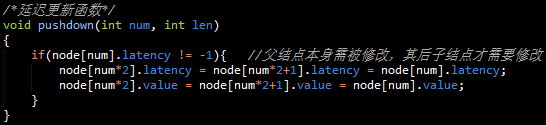 /*延迟更新函数*/
void pushdown(int num, int len)
{
    if(node[num].latency != -1){   //父结点本身需被修改，其后子结点才需要修改
        node[num*2].latency = node[num*2+1].latency = node[num].latency;
        node[num*2].value = node[num*2+1].value = node[num].value;
    }
}